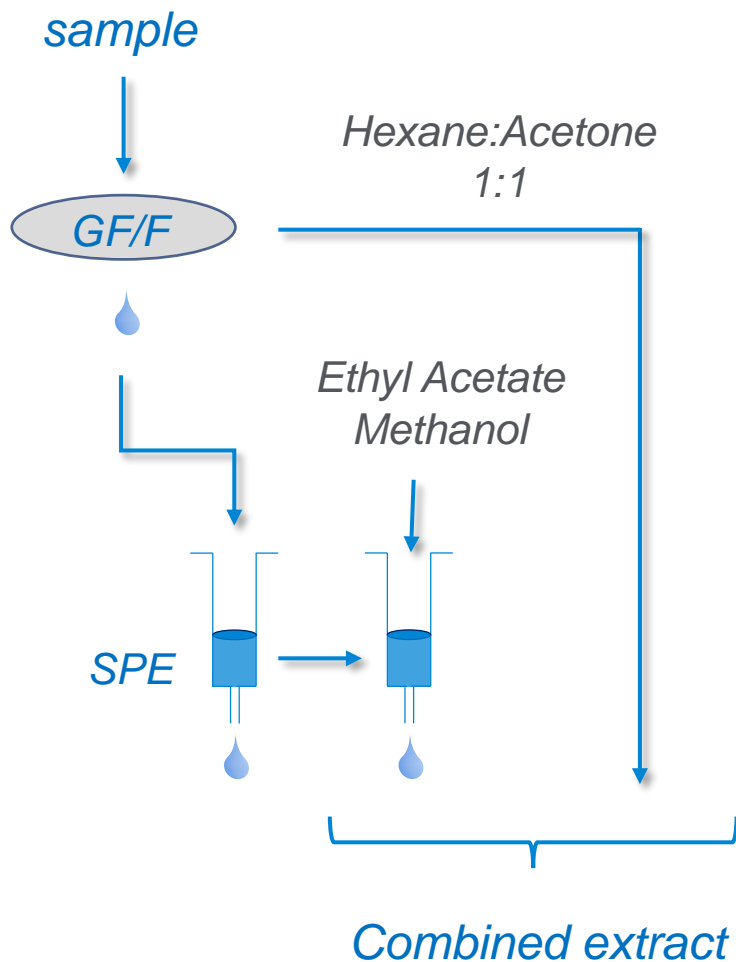 sample
Hexane:Acetone
1:1
GF/F
Ethyl Acetate
Methanol
SPE
Combined extract